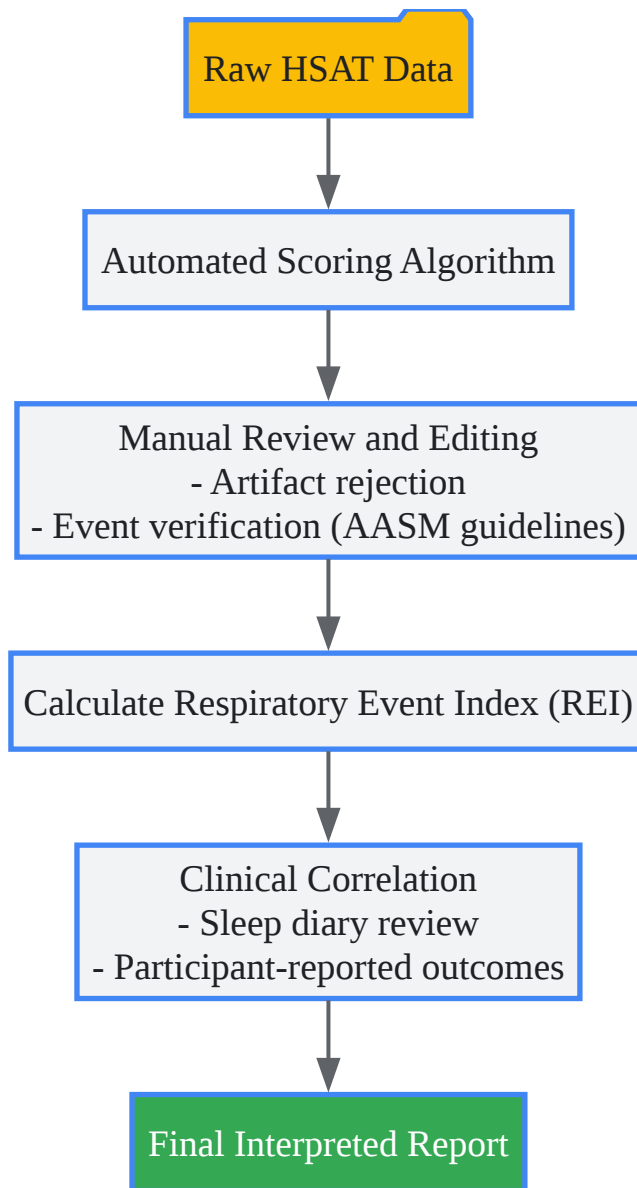 Raw HSAT Data
Automated Scoring Algorithm
Manual Review and Editing
- Artifact rejection
- Event verification (AASM guidelines)
Calculate Respiratory Event Index (REI)
Clinical Correlation
- Sleep diary review
- Participant-reported outcomes
Final Interpreted Report